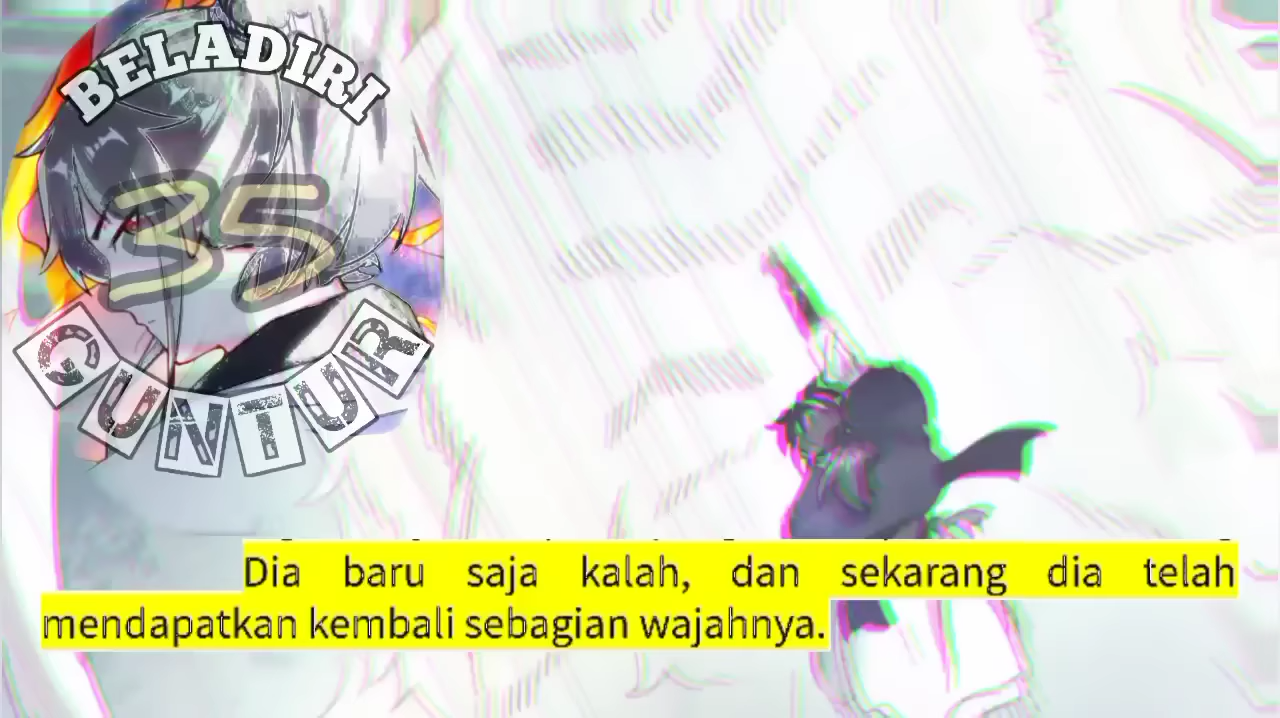 BELADIRI
35
GUNTUR
Dia baru saja kalah, dan sekarang dia telah
mendapatkan kembali sebagian wajahnya.